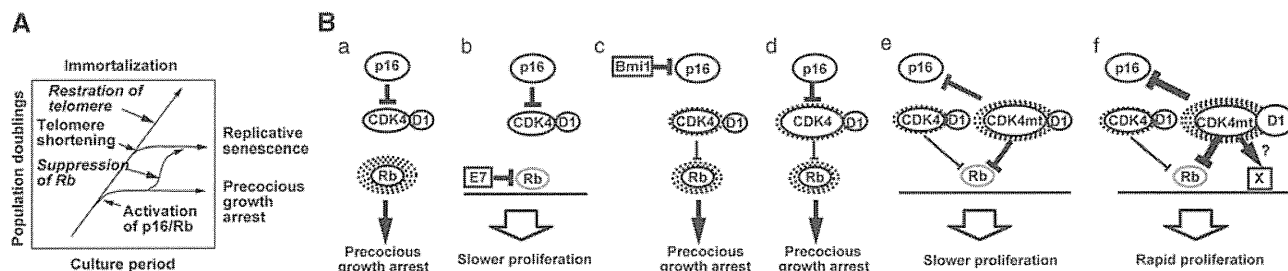 A
Immortalization
Population doublings
Restration of
telomere
Telomere
shortening
Suppression
of Rb
Activation
of p16/Rb
Replicative
senescence
Precocious
growth arrest
Culture period
B
a
p16
CDK4 D1
Rb
Precocious
growth arrest
b
p16
CDK4 D1
E7 Rb
Slower proliferation
c
Bmi1 p16
CDK4 D1
Rb
Precocious
growth arrest
d
p16
CDK4 D1
Rb
Precocious
growth arrest
e
p16
CDK4 D1 CDK4mt D1
Rb
Slower proliferation
f
p16
CDK4 D1 CDK4mt D1
?
Rb X
Rapid proliferation